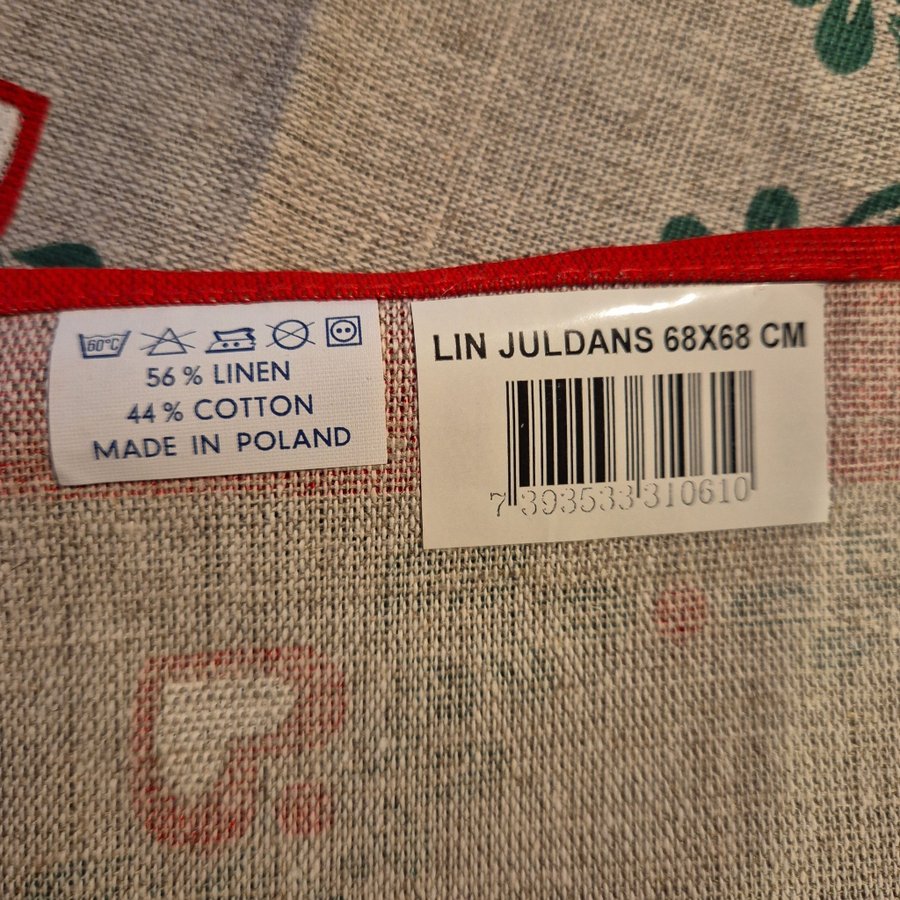 60°C
56 % LINEN
44 % COTTON
MADE IN POLAND
LIN JULDANS 68X68 CM
7 393533 310610